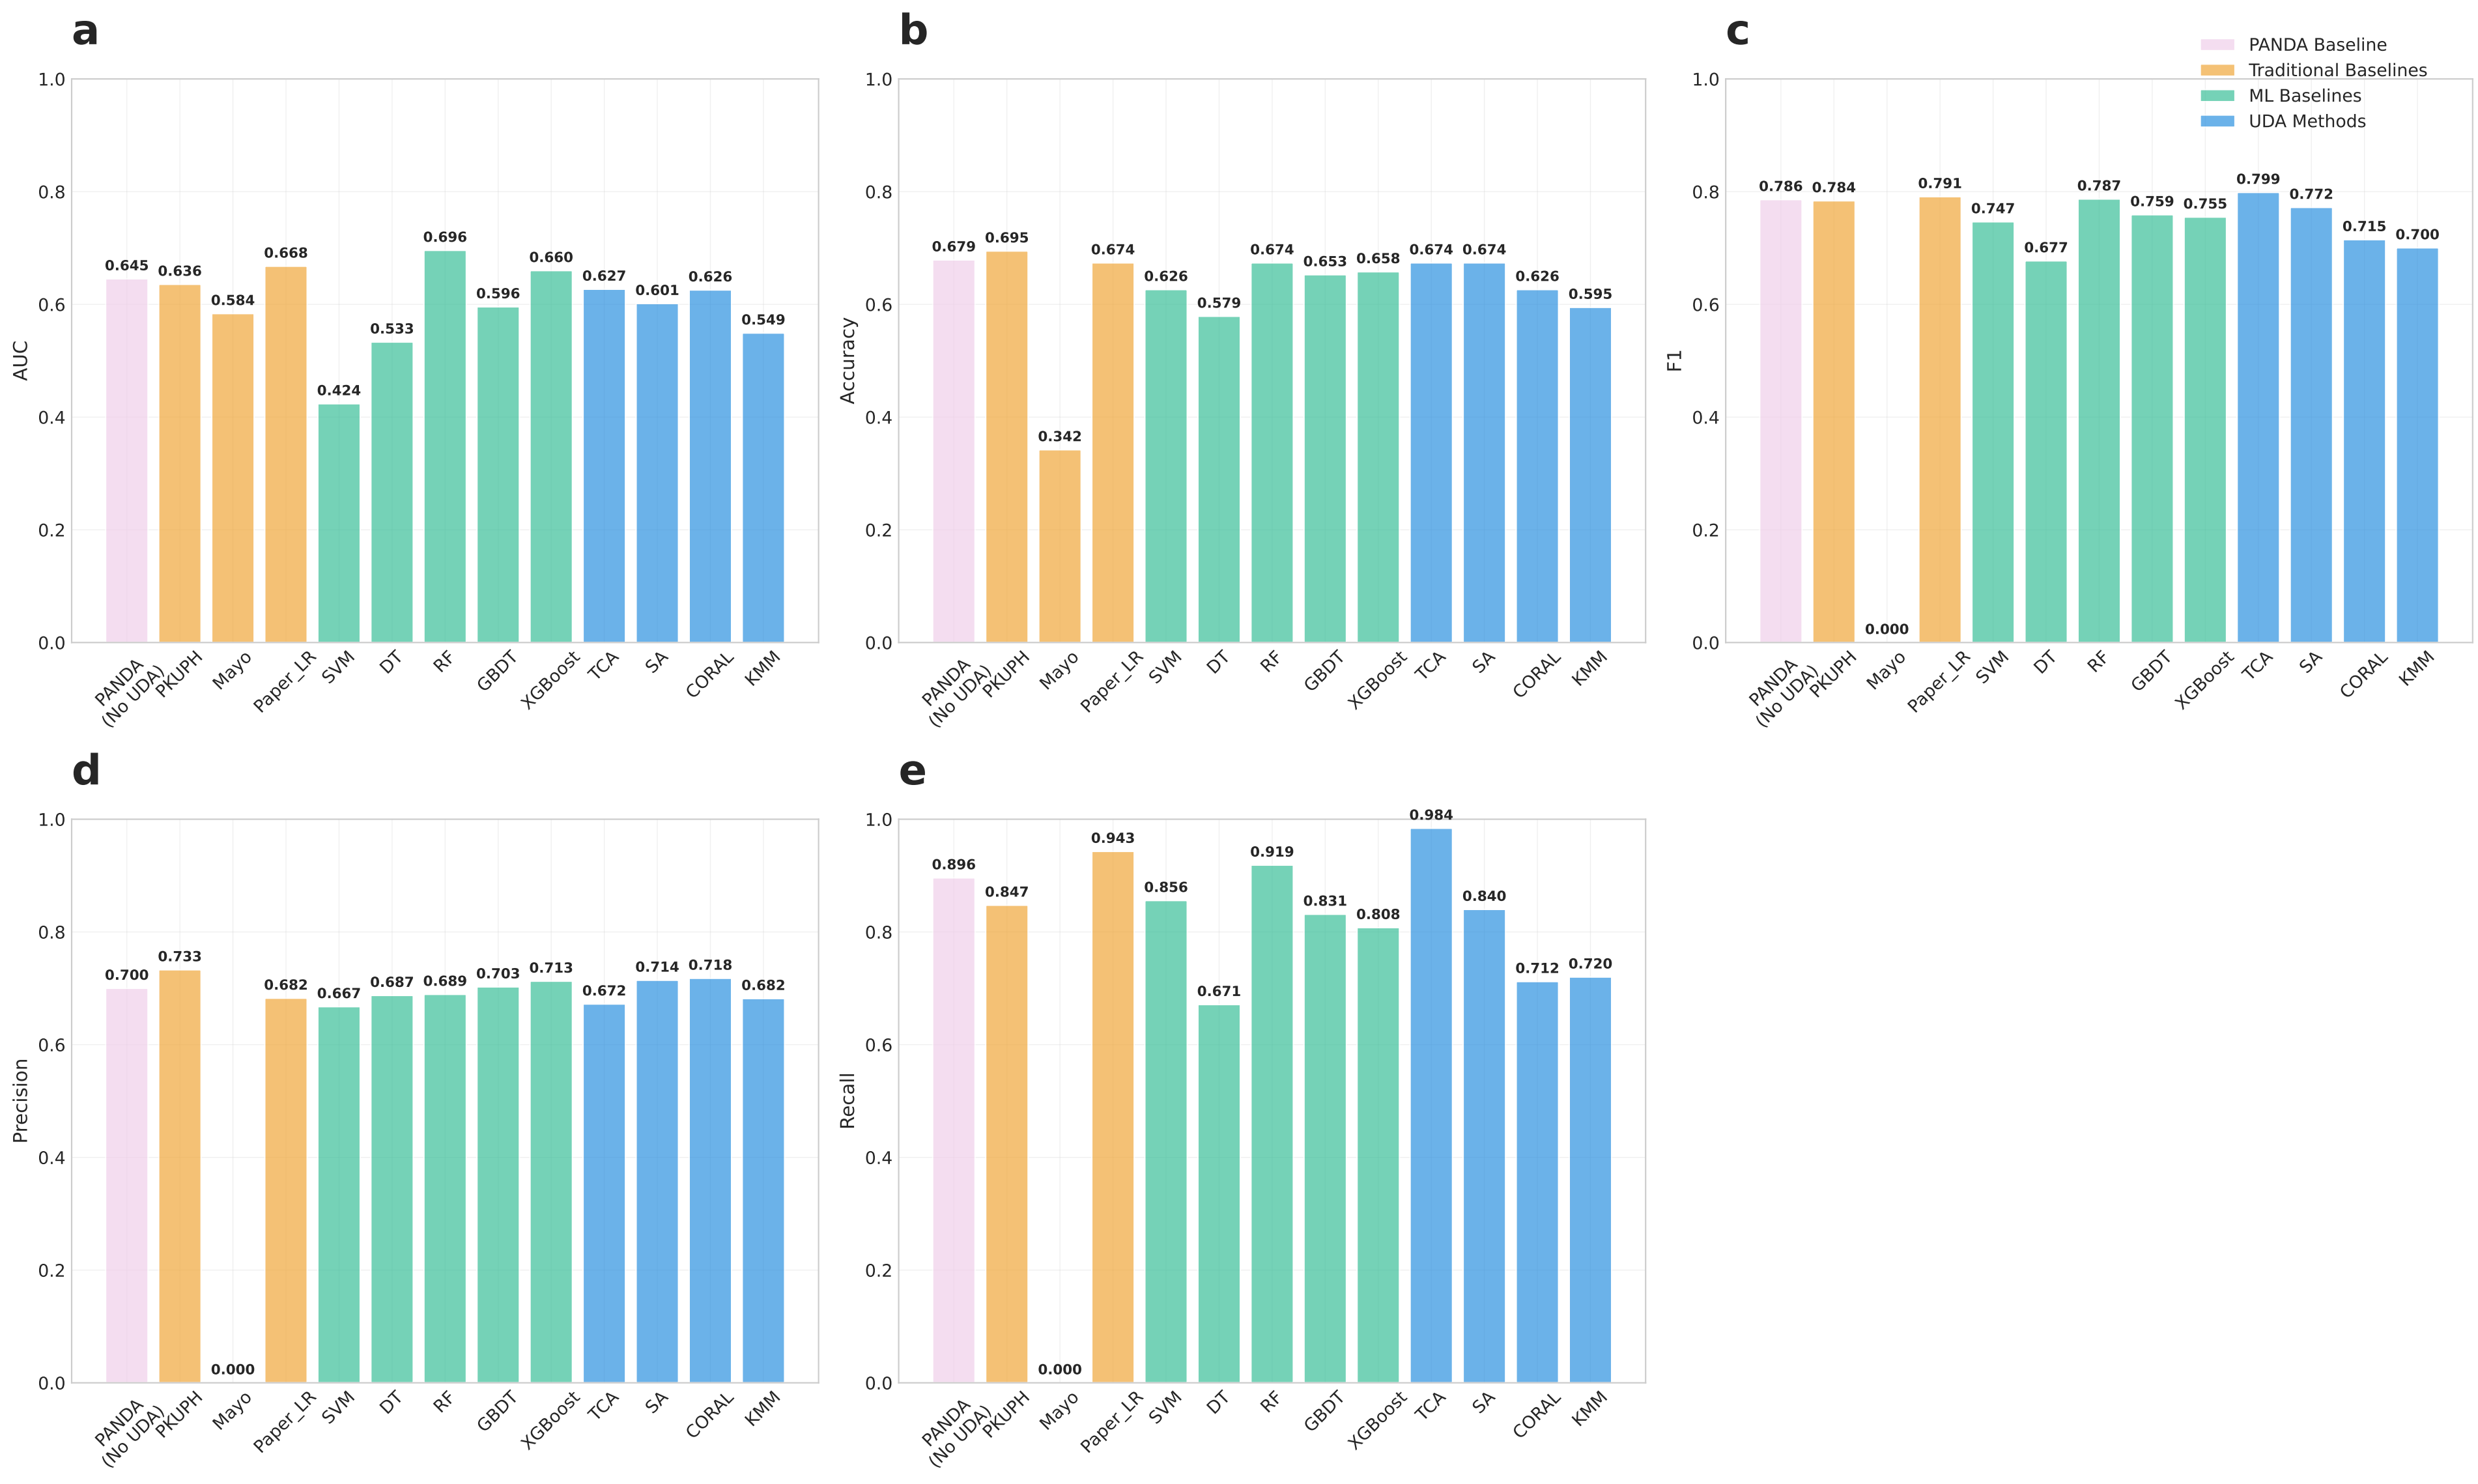 a
1.0
0.8
0.6
0.4
0.2
0.0
AUC
0.645
0.636
0.584
0.668
0.424
0.533
0.696
0.596
0.660
0.627
0.601
0.626
0.549
PANDA
(No UDA)
PKUPH
Mayo
Paper_LR
SVM
DT
RF
GBDT
XGBoost
TCA
SA
CORAL
KMM
b
1.0
0.8
0.6
0.4
0.2
0.0
Accuracy
0.679
0.695
0.342
0.674
0.626
0.579
0.674
0.653
0.658
0.674
0.674
0.626
0.595
PANDA
(No UDA)
PKUPH
Mayo
Paper_LR
SVM
DT
RF
GBDT
XGBoost
TCA
SA
CORAL
KMM
c
PANDA Baseline
Traditional Baselines
ML Baselines
UDA Methods
1.0
0.8
0.6
0.4
0.2
0.0
F1
0.786
0.784
0.000
0.791
0.747
0.677
0.787
0.759
0.755
0.799
0.772
0.715
0.700
PANDA
(No UDA)
PKUPH
Mayo
Paper_LR
SVM
DT
RF
GBDT
XGBoost
TCA
SA
CORAL
KMM
d
1.0
0.8
0.6
0.4
0.2
0.0
Precision
0.700
0.733
0.000
0.682
0.667
0.687
0.689
0.703
0.713
0.672
0.714
0.718
0.682
PANDA
(No UDA)
PKUPH
Mayo
Paper_LR
SVM
DT
RF
GBDT
XGBoost
TCA
SA
CORAL
KMM
e
1.0
0.8
0.6
0.4
0.2
0.0
Recall
0.896
0.847
0.000
0.943
0.856
0.671
0.919
0.831
0.808
0.984
0.840
0.712
0.720
PANDA
(No UDA)
PKUPH
Mayo
Paper_LR
SVM
DT
RF
GBDT
XGBoost
TCA
SA
CORAL
KMM